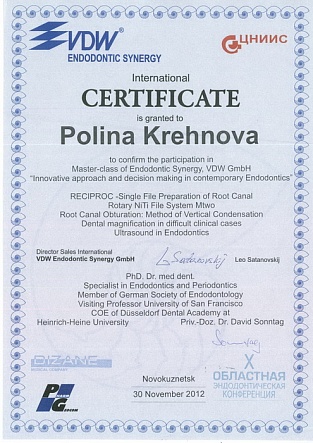 VDW
ENDODONTIC SYNERGY
ЦНИИС
International
CERTIFICATE
is granted to
Polina Krehnova
to confirm the participation in
Master-class of Endodontic Synergy, VDW GmbH
“Innovative approach and decision making in contemporary Endodontics”
RECIPROC -Single File Preparation of Root Canal
Rotary NiTi File System Mtwo
Root Canal Obturation: Method of Vertical Condensation
Dental magnification in difficult clinical cases
Ultrasound in Endodontics
Director Sales International
VDW Endodontic Synergy GmbH
Leo Satanovskij
PhD. Dr. med dent.
Specialist in Endodontics and Periodontics
Member of German Society of Endodontology
Visiting Professor University of San Francisco
COE of Düsseldorf Dental Academy at
Heinrich-Heine University
Priv.-Doz. Dr. David Sonntag
DIZANE
Novokuznetsk
30 November 2012
X
ОБЛАСТНАЯ
ЭНДОДОНТИЧЕСКАЯ
КОНФЕРЕНЦИЯ